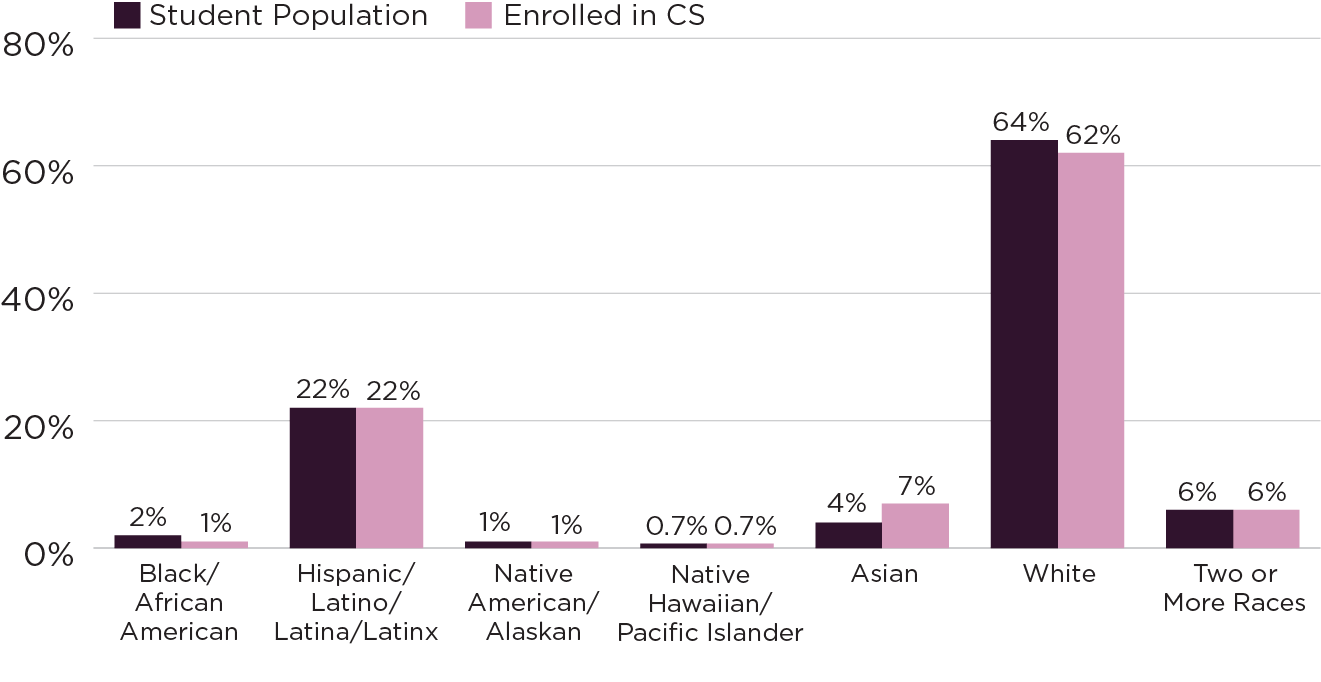 Student Population Enrolled in CS
80%
60%
40%
20%
0%
2% 1%
22% 22%
1% 1%
0.7% 0.7%
4% 7%
64% 62%
6% 6%
Black/
African
American
Hispanic/
Latino/
Latina/Latinx
Native
American/
Alaskan
Native
Hawaiian/
Pacific Islander
Asian
White
Two or
More Races